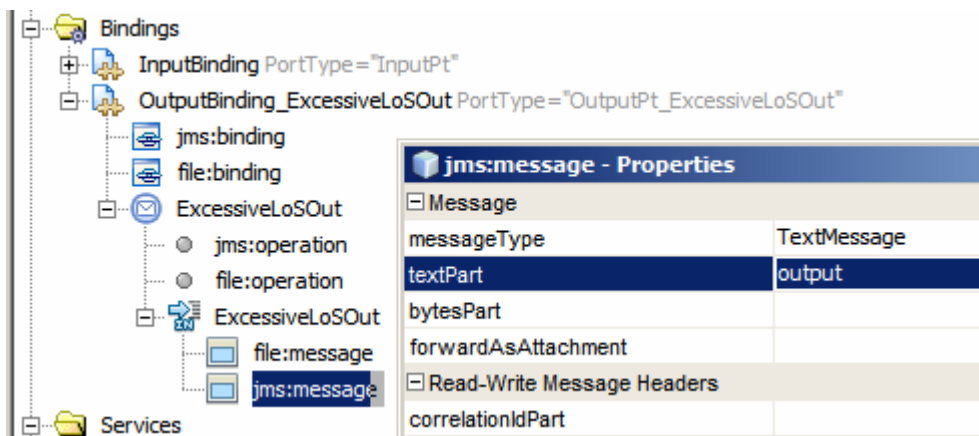 Bindings
InputBinding PortType="InputPt"
OutputBinding_ExcessiveLoSOut PortType="OutputPt_ExcessiveLoSOut"
jms:binding
file:binding
ExcessiveLoSOut
jms:operation
file:operation
ExcessiveLoSOut
IN
file:message
jms:message
Services
jms:message - Properties
Message
messageType TextMessage
textPart output
bytesPart
forwardAsAttachment
Read-Write Message Headers
correlationIdPart